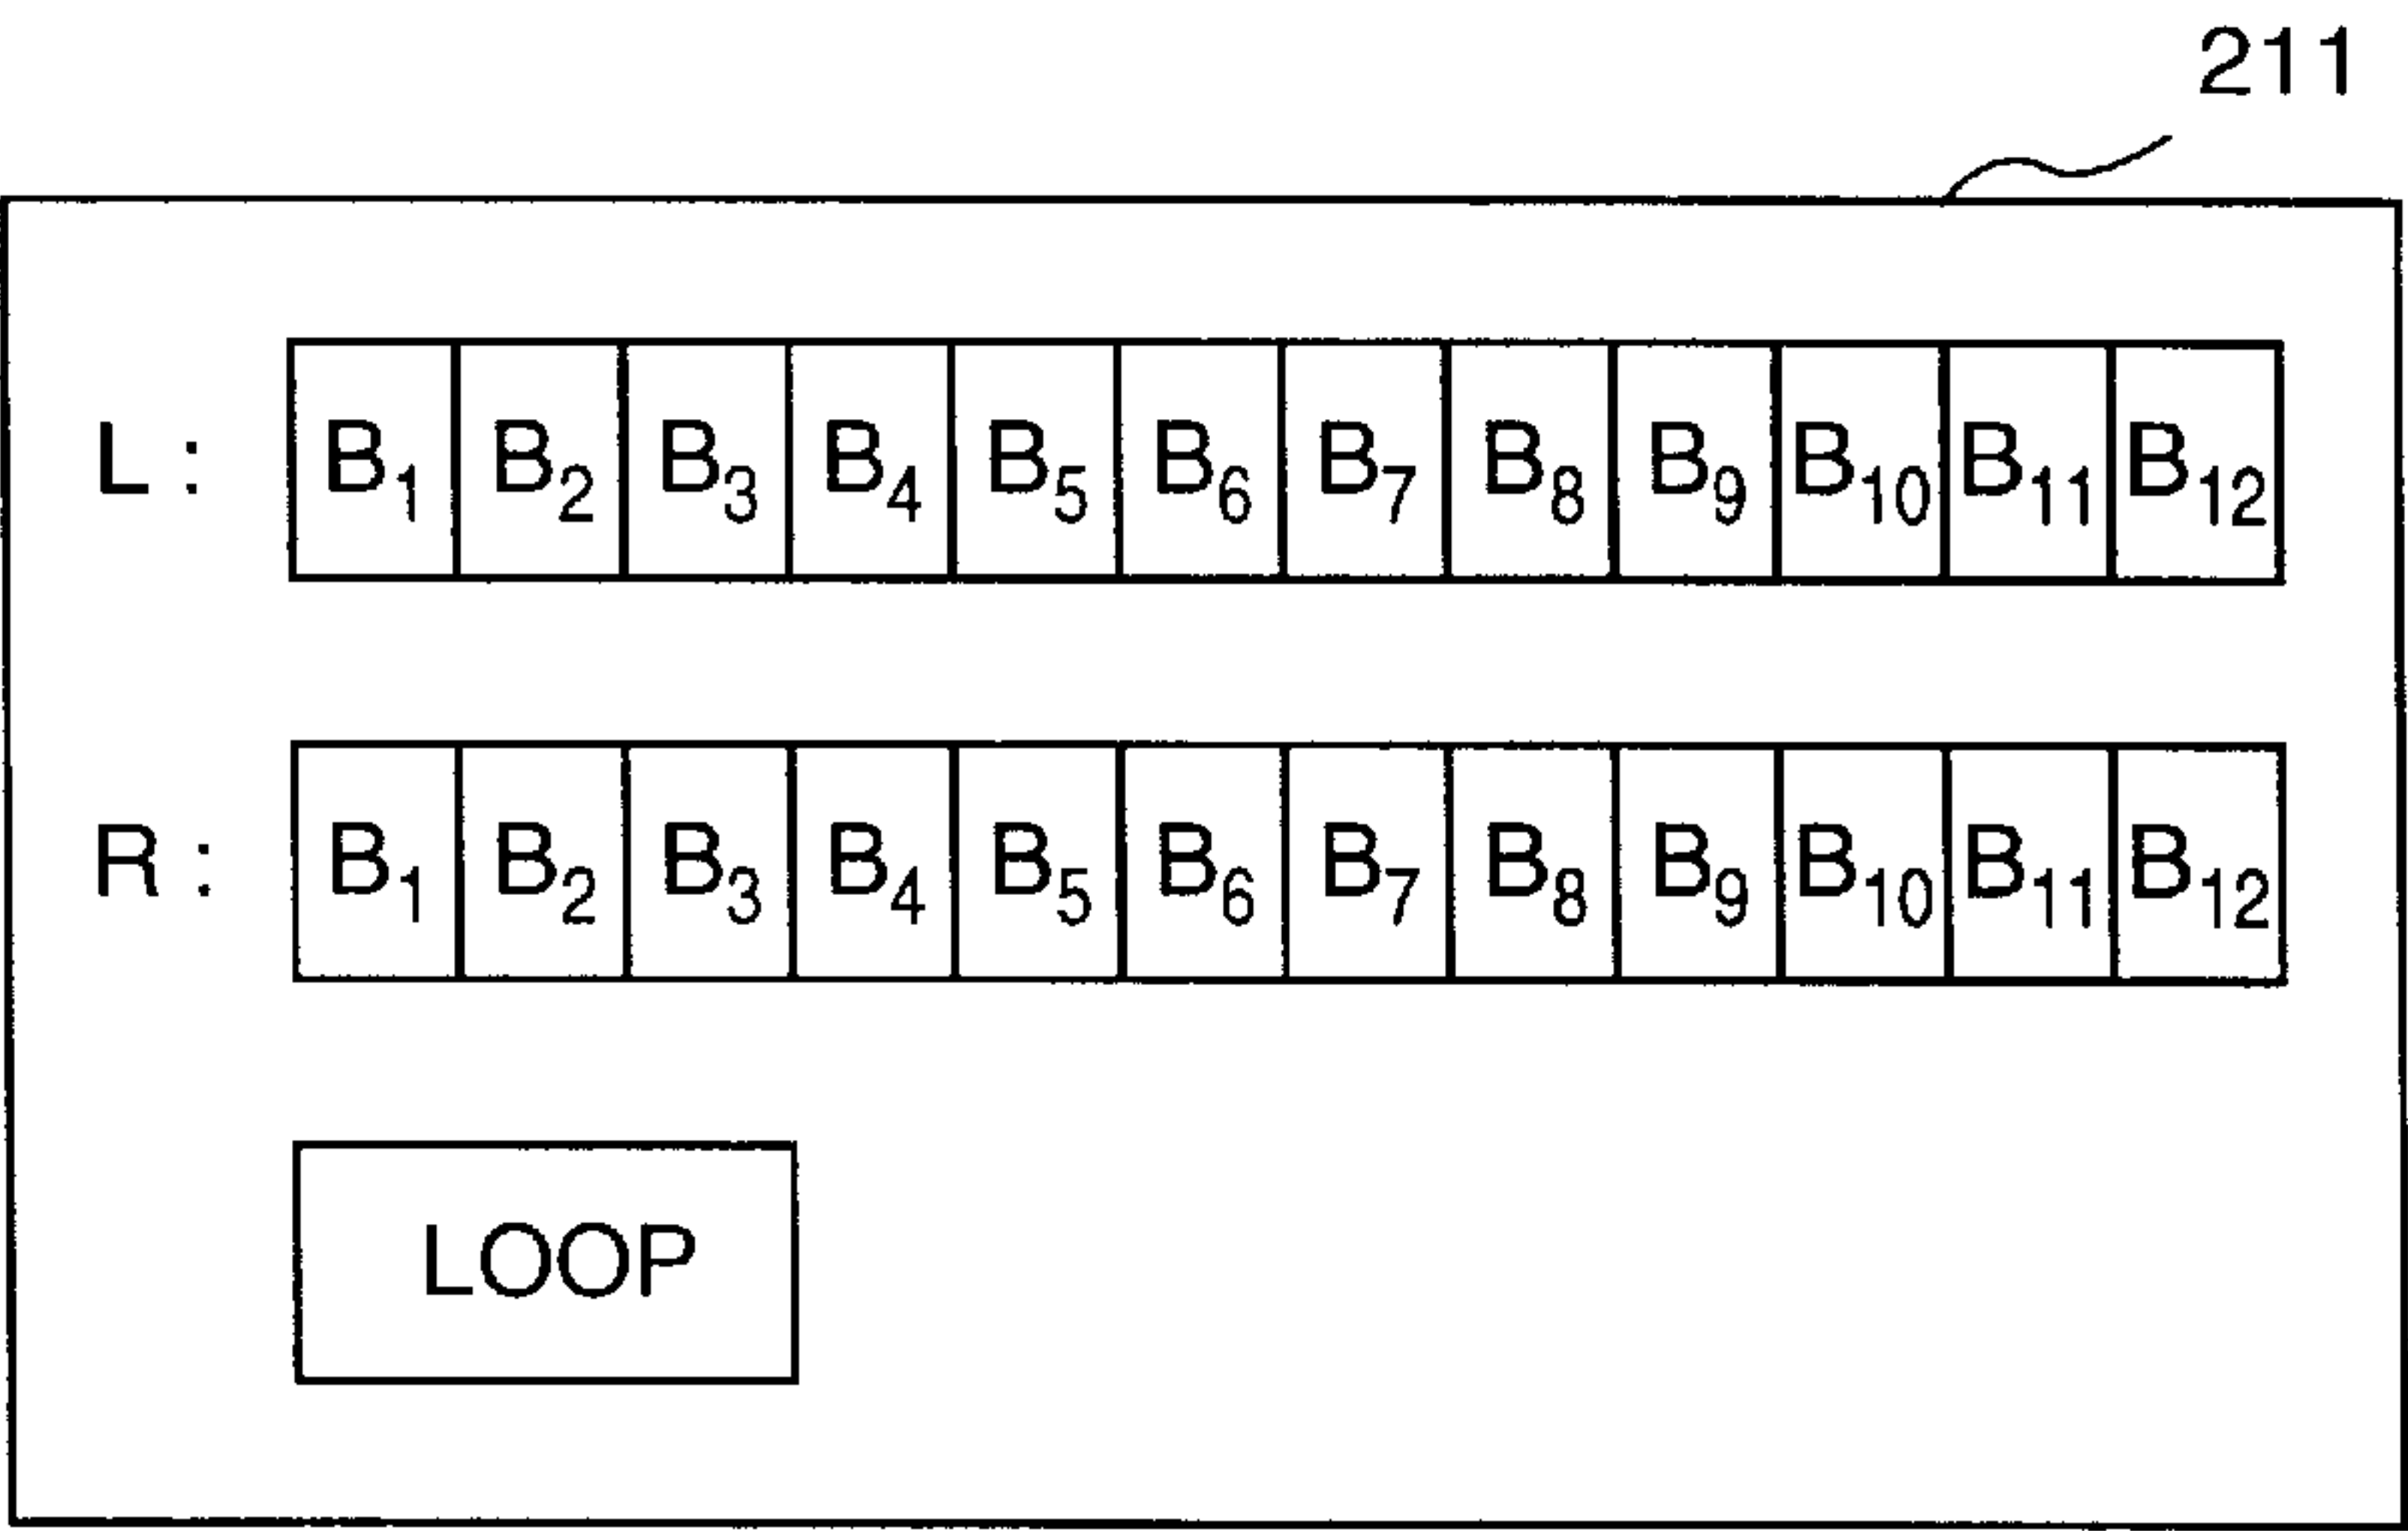 211
L : B₁ B₂ B₃ B₄ B₅ B₆ B₇ B₈ B₉ B₁₀ B₁₁ B₁₂
R : B₁ B₂ B₃ B₄ B₅ B₆ B₇ B₈ B₉ B₁₀ B₁₁ B₁₂
LOOP